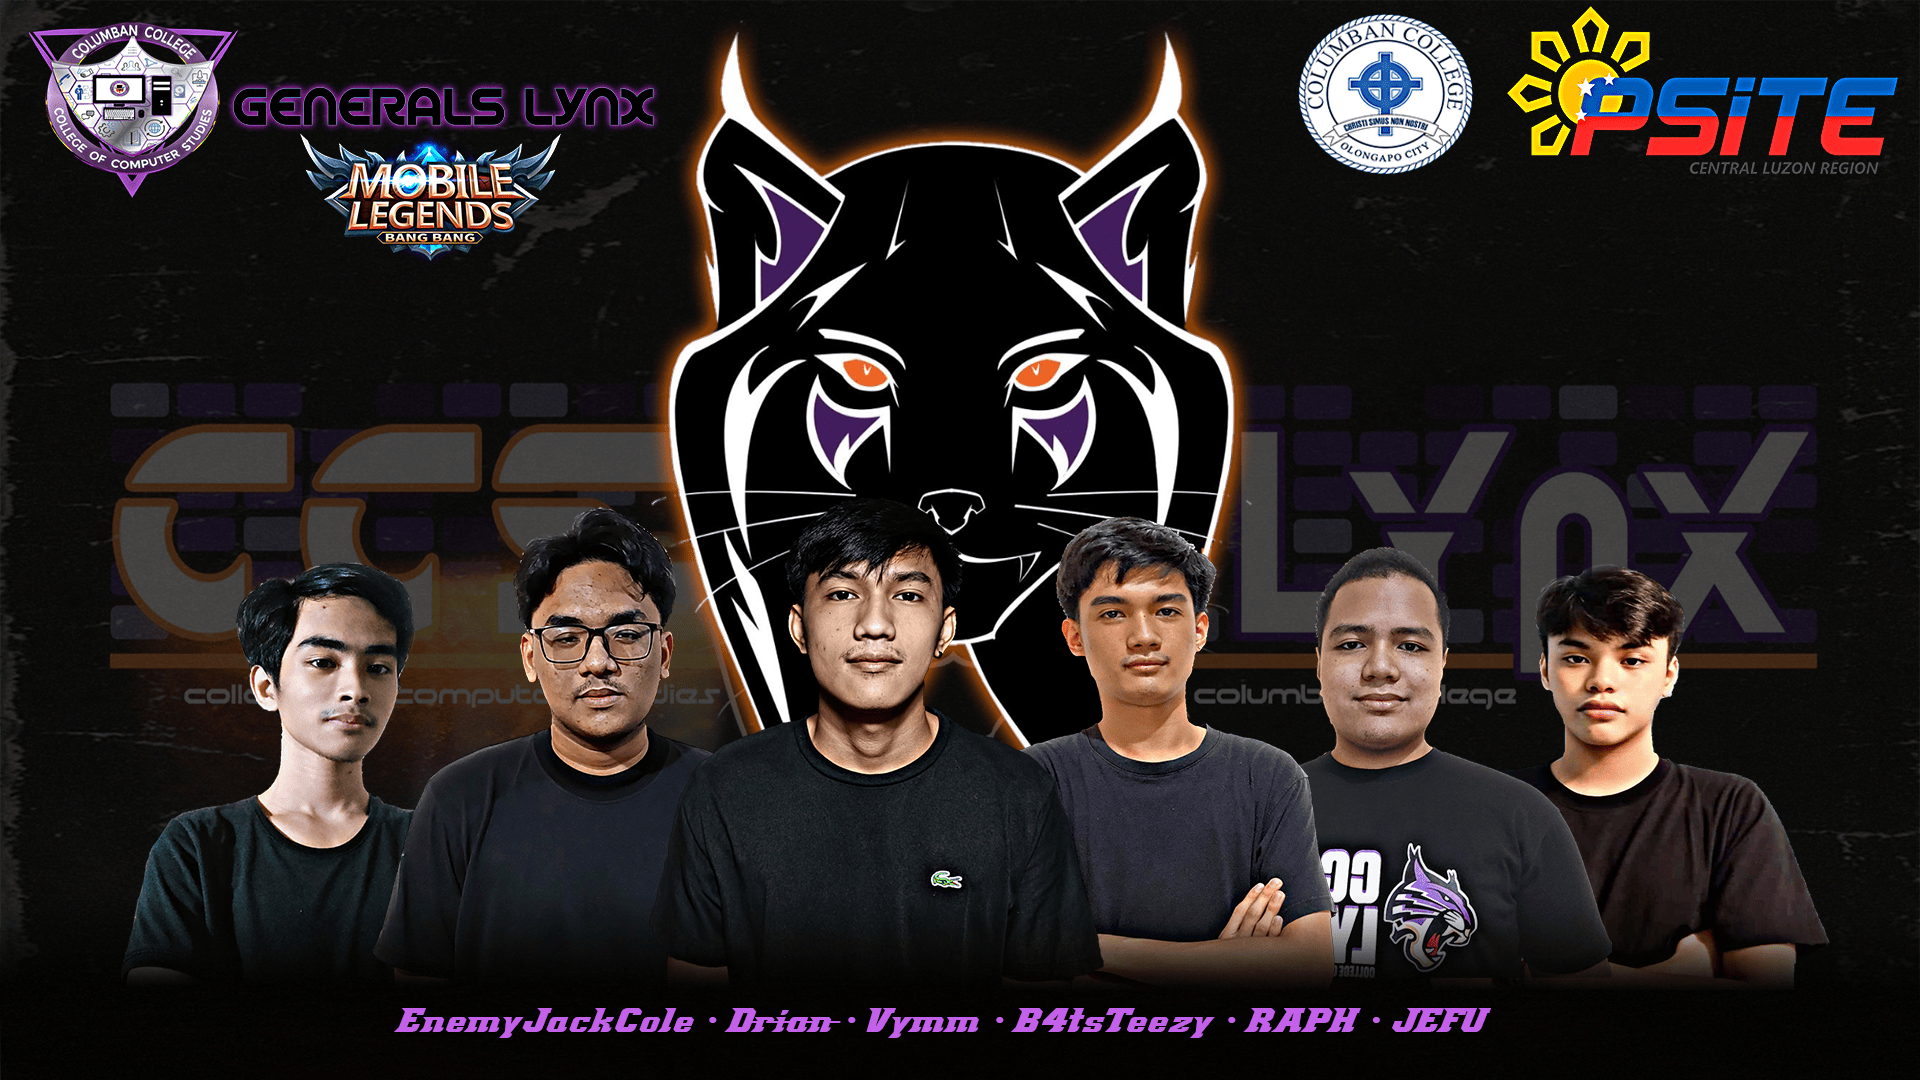 COLUMBAN COLLEGE
COLLEGE OF COMPUTER STUDIES
GENERALS LYNX
MOBILE
LEGENDS
BANG BANG
COLUMBAN COLLEGE
CHRISTI SIMUS NON NOSTRI
OLONGAPO CITY
PSiTE
CENTRAL LUZON REGION
CCS LYNX
EnemyJackCole · Drian · Vymm · B4tsTeezy · RAPH · JEFU